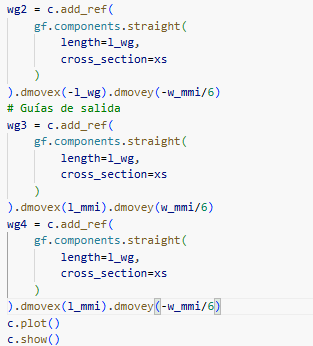 wg2 = c.add_ref(
    gf.components.straight(
        length=l_wg,
        cross_section=xs
    )
).dmovex(-l_wg).dmovey(-w_mmi/6)
# Guías de salida
wg3 = c.add_ref(
    gf.components.straight(
        length=l_wg,
        cross_section=xs
    )
).dmovex(l_mmi).dmovey(w_mmi/6)
wg4 = c.add_ref(
    gf.components.straight(
        length=l_wg,
        cross_section=xs
    )
).dmovex(l_mmi).dmovey(-w_mmi/6)
c.plot()
c.show()